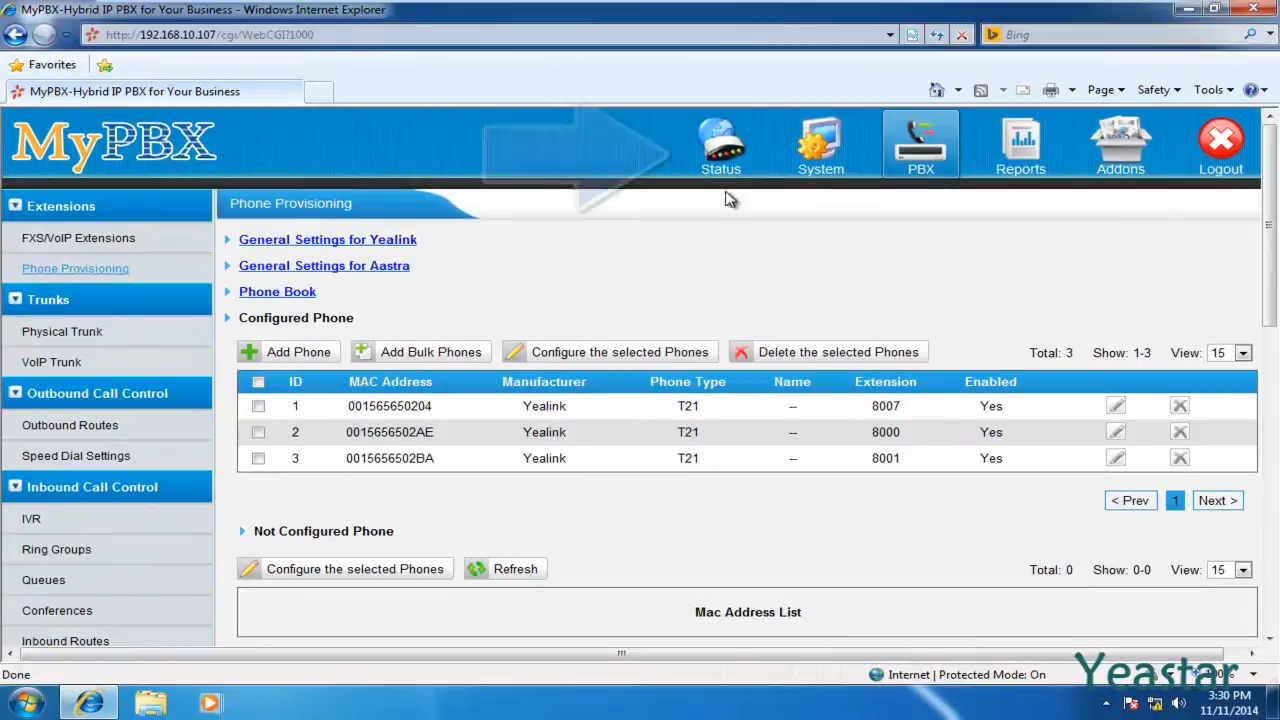 MyPBX-Hybrid IP PBX for Your Business - Windows Internet Explorer
http://192.168.10.107/cgi/WebCGI?1000
Bing
Favorites
MyPBX-Hybrid IP PBX for Your Business
Page Safety Tools
MyPBX
Status System PBX Reports Addons Logout
Extensions
FXS/VoIP Extensions
Phone Provisioning
Trunks
Physical Trunk
VoIP Trunk
Outbound Call Control
Outbound Routes
Speed Dial Settings
Inbound Call Control
IVR
Ring Groups
Queues
Conferences
Inbound Routes
Phone Provisioning
General Settings for Yealink
General Settings for Aastra
Phone Book
Configured Phone
Add Phone Add Bulk Phones Configure the selected Phones Delete the selected Phones Total: 3 Show: 1-3 View: 15
ID MAC Address Manufacturer Phone Type Name Extension Enabled
1 001565650204 Yealink T21 -- 8007 Yes
2 0015656502AE Yealink T21 -- 8000 Yes
3 0015656502BA Yealink T21 -- 8001 Yes
< Prev 1 Next >
Not Configured Phone
Configure the selected Phones Refresh Total: 0 Show: 0-0 View: 15
Mac Address List
Done Internet | Protected Mode: On
Yeastar
3:30 PM
11/11/2014